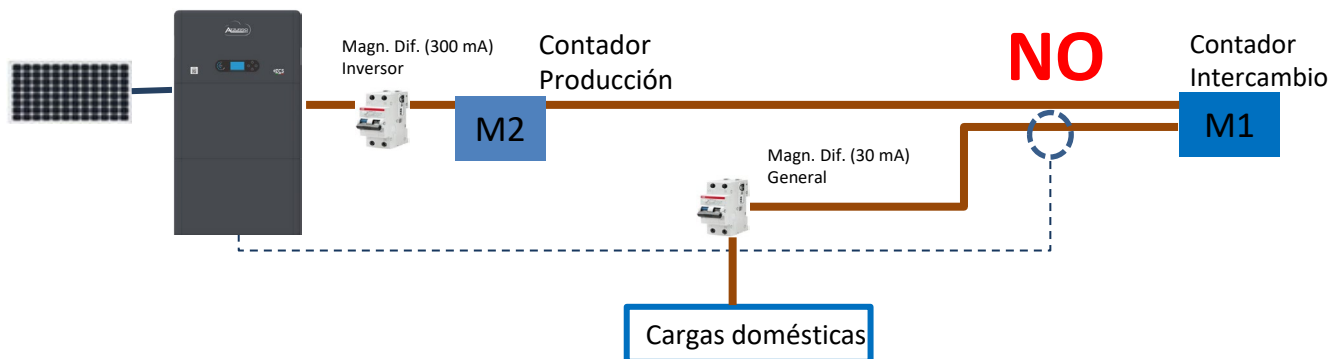 Magn. Dif. (300 mA)
Inversor
Contador
Producción
NO
Contador
Intercambio
M2
M1
Magn. Dif. (30 mA)
General
Cargas domésticas